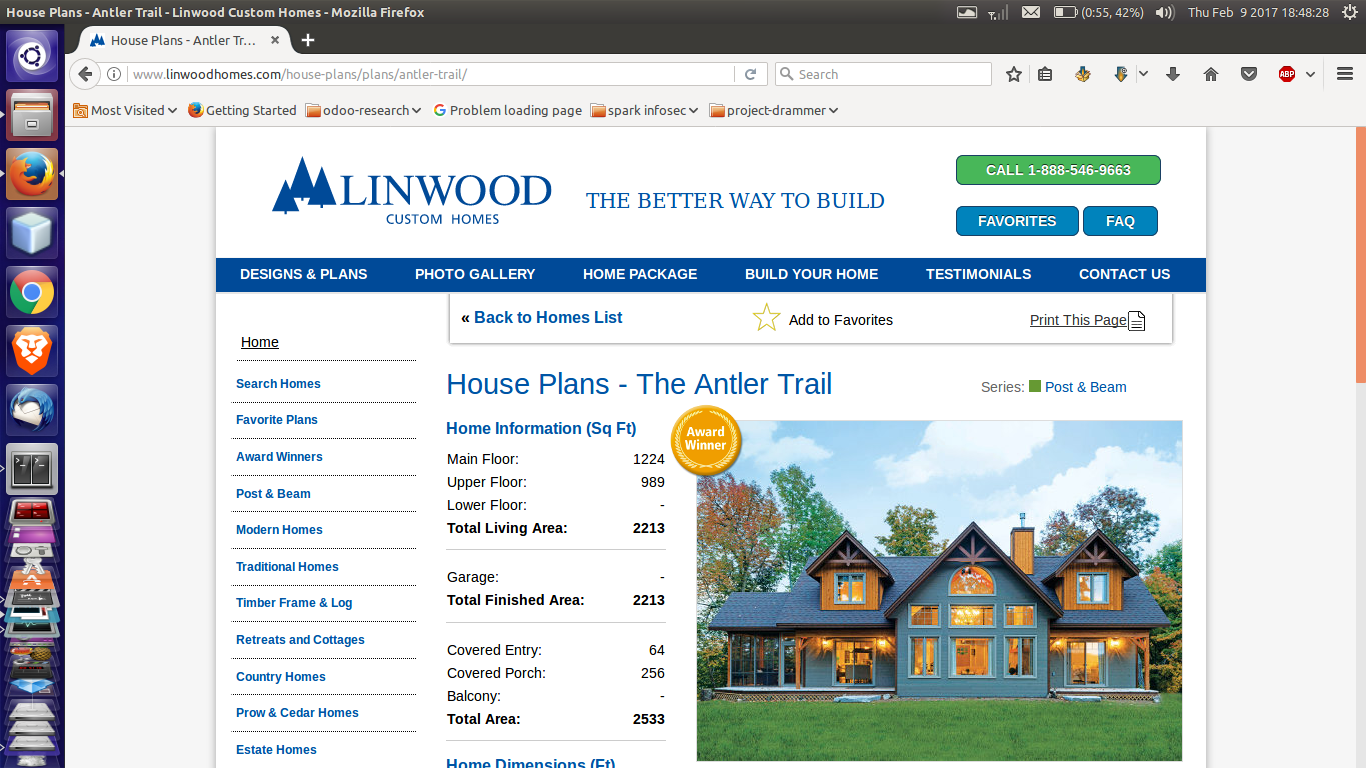 House Plans - Antler Trail - Linwood Custom Homes - Mozilla Firefox
(0:55, 42%) Thu Feb 9 2017 18:48:28
House Plans - Antler Tr...
www.linwoodhomes.com/house-plans/plans/antler-trail/
Search
ABP
Most Visited Getting Started odoo-research Problem loading page spark infosec project-drammer
LINWOOD
CUSTOM HOMES
THE BETTER WAY TO BUILD
CALL 1-888-546-9663
FAVORITES FAQ
DESIGNS & PLANS PHOTO GALLERY HOME PACKAGE BUILD YOUR HOME TESTIMONIALS CONTACT US
« Back to Homes List Add to Favorites Print This Page
Home
Search Homes
Favorite Plans
Award Winners
Post & Beam
Modern Homes
Traditional Homes
Timber Frame & Log
Retreats and Cottages
Country Homes
Prow & Cedar Homes
Estate Homes
House Plans - The Antler Trail
Series: Post & Beam
Home Information (Sq Ft)
Main Floor: 1224
Upper Floor: 989
Lower Floor: -
Total Living Area: 2213
Garage: -
Total Finished Area: 2213
Covered Entry: 64
Covered Porch: 256
Balcony: -
Total Area: 2533
Home Dimensions (Ft)
Award
Winner